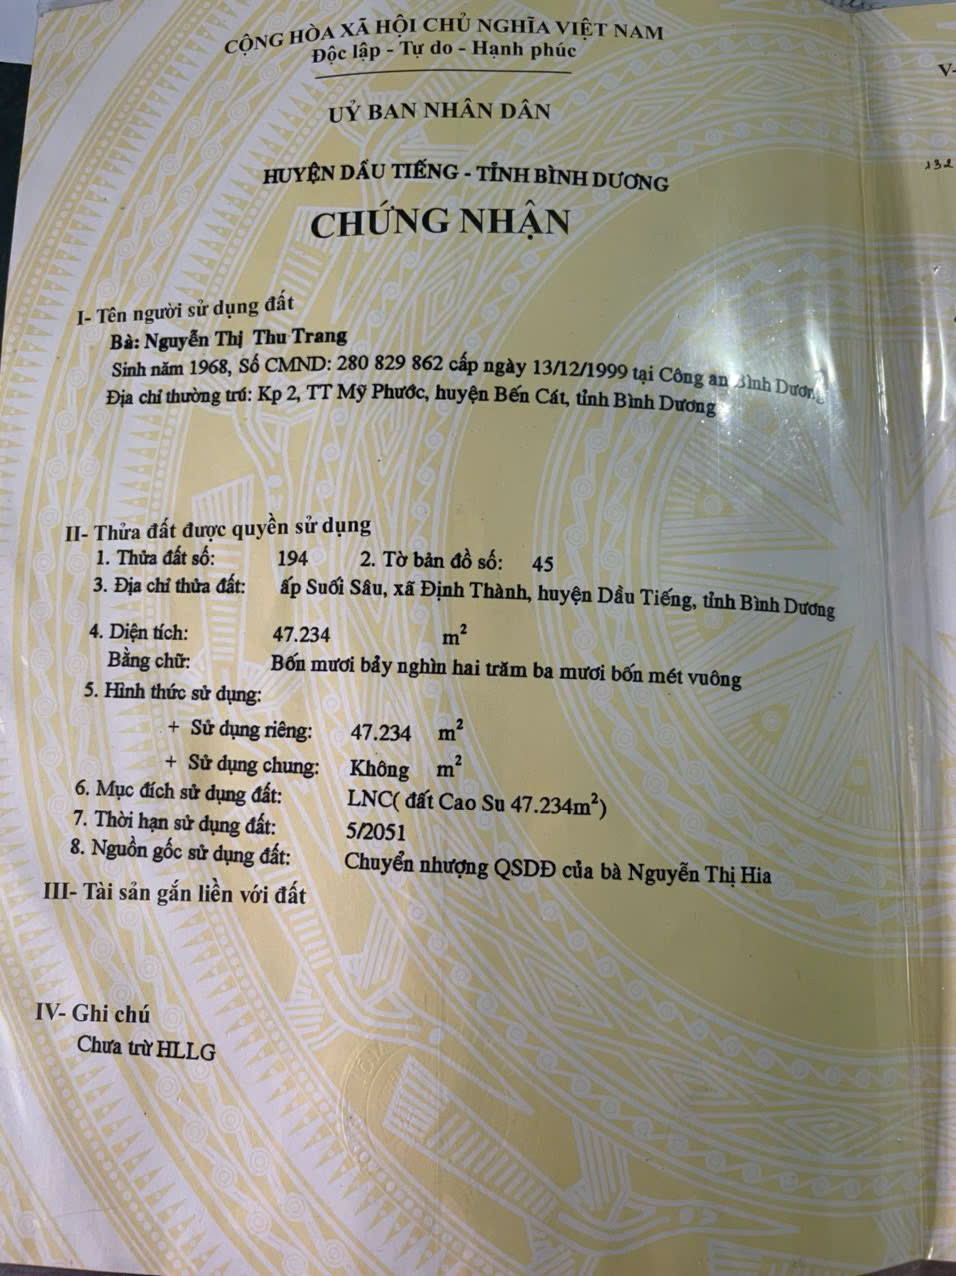 CỘNG HÒA XÃ HỘI CHỦ NGHĨA VIỆT NAM
Độc lập - Tự do - Hạnh phúc
UỶ BAN NHÂN DÂN
HUYỆN DẦU TIẾNG - TỈNH BÌNH DƯƠNG
CHỨNG NHẬN
I- Tên người sử dụng đất
Bà: Nguyễn Thị Thu Trang
Sinh năm 1968, Số CMND: 280 829 862 cấp ngày 13/12/1999 tại Công an Bình Dương
Địa chỉ thường trú: Kp 2, TT Mỹ Phước, huyện Bến Cát, tỉnh Bình Dương
II- Thửa đất được quyền sử dụng
1. Thửa đất số: 194 2. Tờ bản đồ số: 45
3. Địa chỉ thửa đất: ấp Suối Sâu, xã Định Thành, huyện Dầu Tiếng, tỉnh Bình Dương
4. Diện tích: 47.234 m²
Bằng chữ: Bốn mươi bảy nghìn hai trăm ba mươi bốn mét vuông
5. Hình thức sử dụng:
+ Sử dụng riêng: 47.234 m²
+ Sử dụng chung: Không m²
6. Mục đích sử dụng đất: LNC( đất Cao Su 47.234m²)
7. Thời hạn sử dụng đất: 5/2051
8. Nguồn gốc sử dụng đất: Chuyển nhượng QSDĐ của bà Nguyễn Thị Hia
III- Tài sản gắn liền với đất
IV- Ghi chú
Chưa trừ HLLG
V-
132